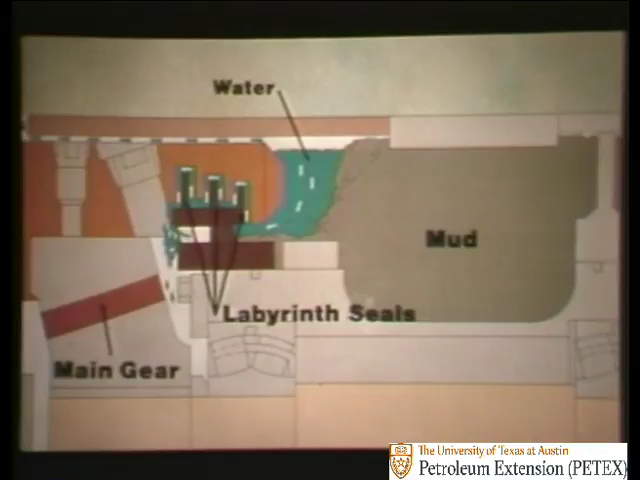 Water
Mud
Labyrinth Seals
Main Gear
The University of Texas at Austin
Petroleum Extension (PETEX)